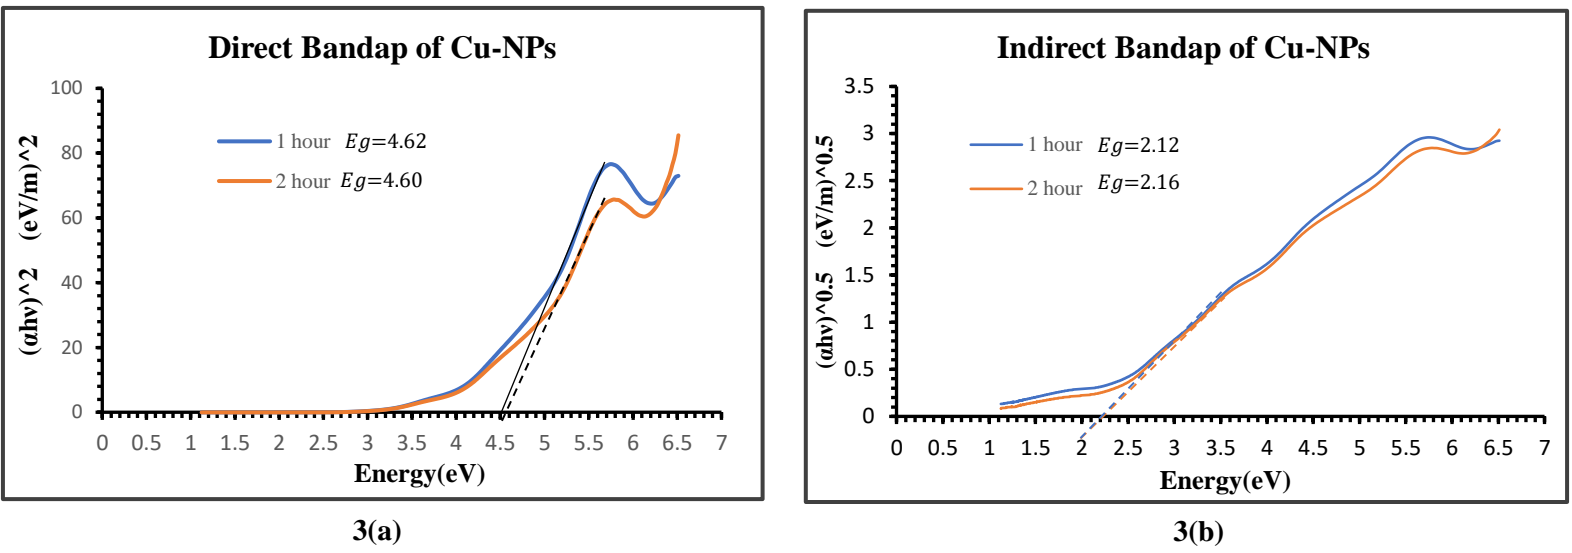 Direct Bandap of Cu-NPs
100
80
60
40
20
0
(αhv)^2 (eV/m)^2
1 hour Eg=4.62
2 hour Eg=4.60
0 0.5 1 1.5 2 2.5 3 3.5 4 4.5 5 5.5 6 6.5 7
Energy(eV)
3(a)
Indirect Bandap of Cu-NPs
3.5
3
2.5
2
1.5
1
0.5
0
(αhv)^0.5 (eV/m)^0.5
1 hour Eg=2.12
2 hour Eg=2.16
0 0.5 1 1.5 2 2.5 3 3.5 4 4.5 5 5.5 6 6.5 7
Energy(eV)
3(b)